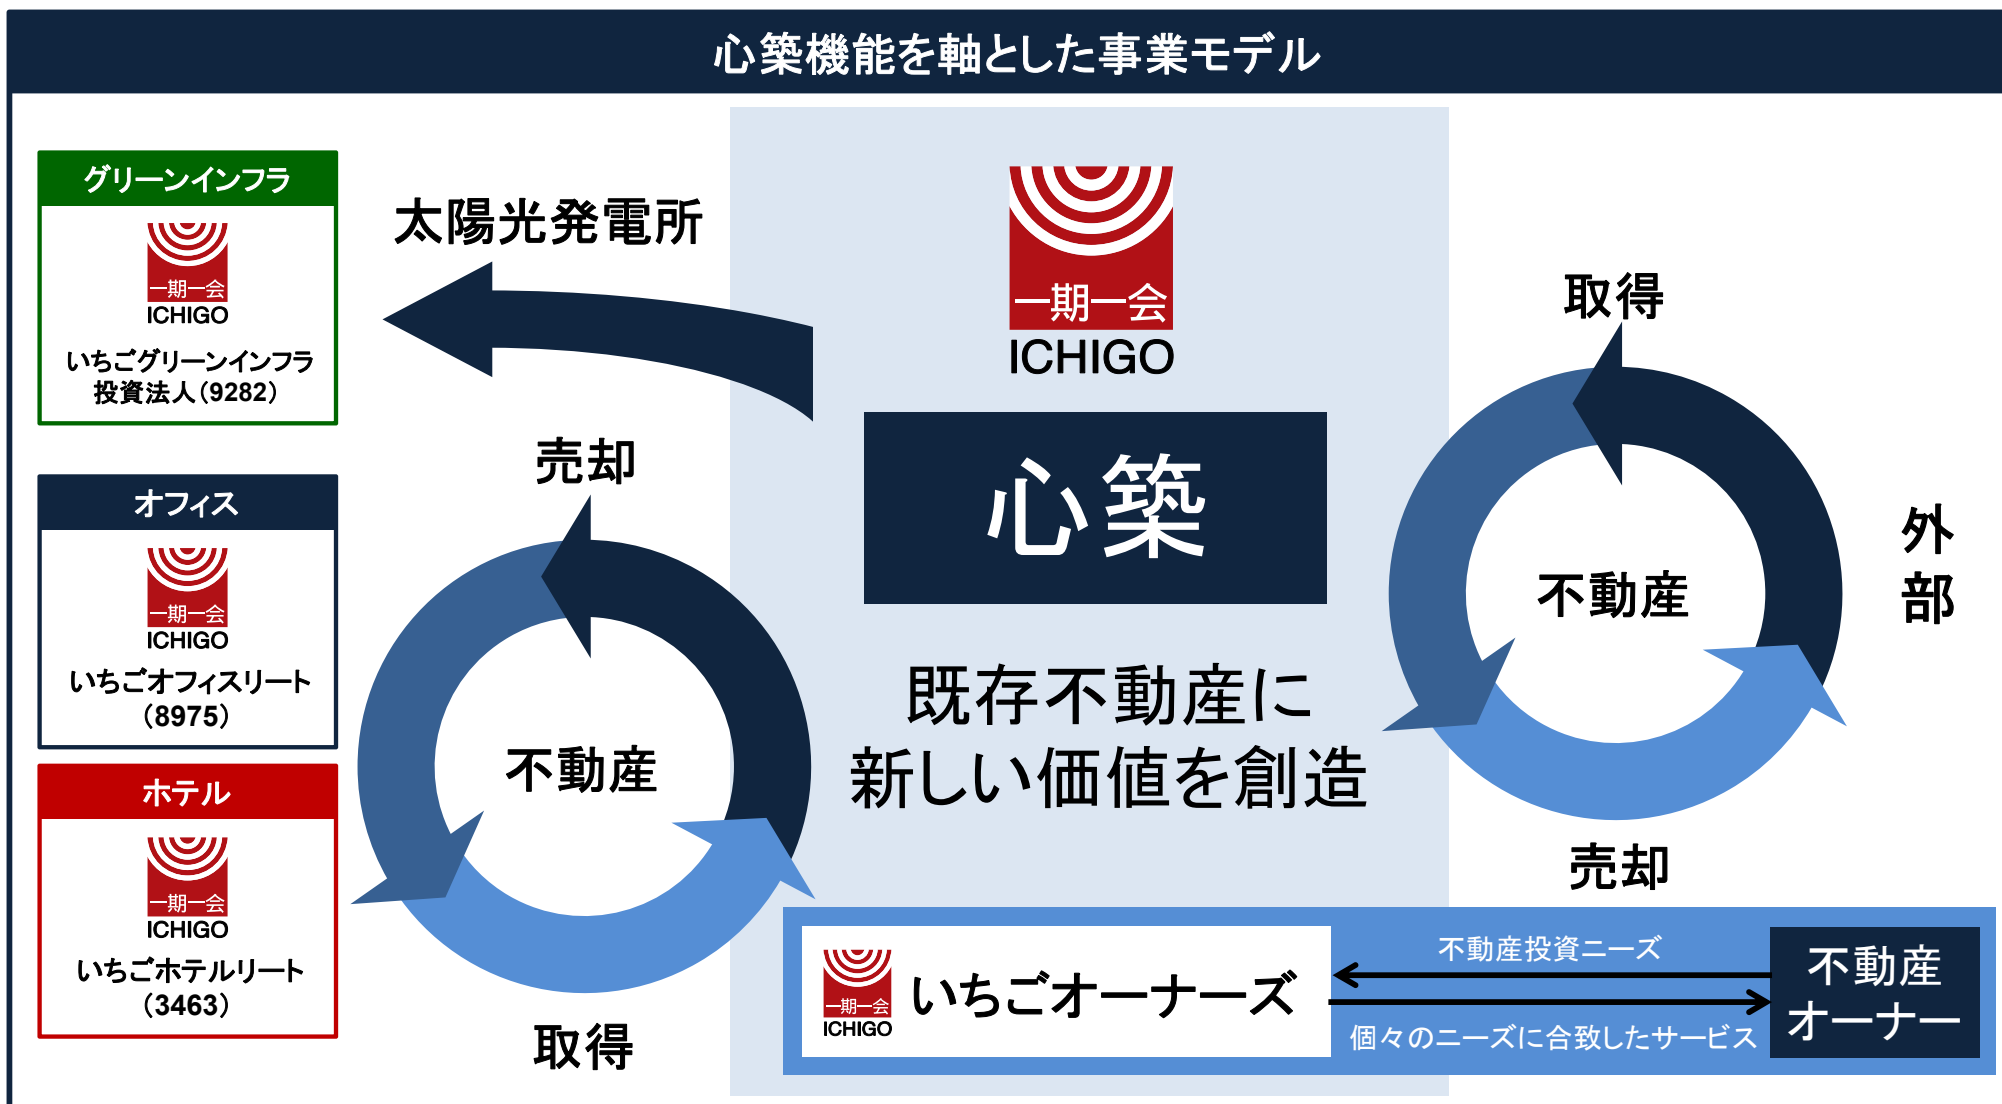 心築機能を軸とした事業モデル
グリーンインフラ
一期一会
ICHIGO
いちごグリーンインフラ
投資法人（9282）
オフィス
一期一会
ICHIGO
いちごオフィスリート
（8975）
ホテル
一期一会
ICHIGO
いちごホテルリート
（3463）
太陽光発電所
売却
不動産
取得
一期一会
ICHIGO
心築
既存不動産に
新しい価値を創造
取得
不動産
売却
外部
一期一会
ICHIGO
いちごオーナーズ
不動産投資ニーズ
個々のニーズに合致したサービス
不動産
オーナー